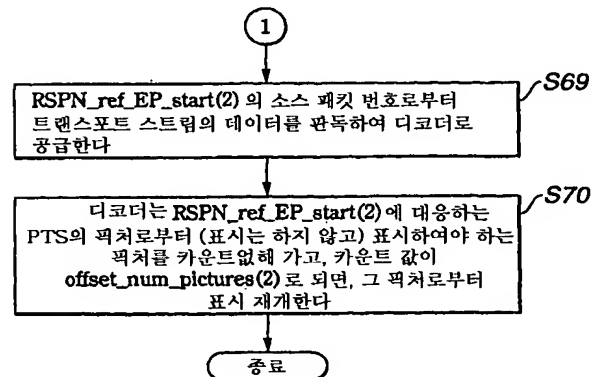 1
S69
RSPN_ref_EP_start(2) 의 소스 패킷 번호로부터
트랜스포트 스트림의 데이터를 판독하여 디코더로
공급한다
S70
디코더는 RSPN_ref_EP_start(2) 에 대응하는
PTS의 픽처로부터 (표시는 하지 않고) 표시하여야 하는
픽처를 카운트없해 가고, 카운트 값이
offset_num_pictures(2) 로 되면, 그 픽처로부터
표시 재개한다
종료